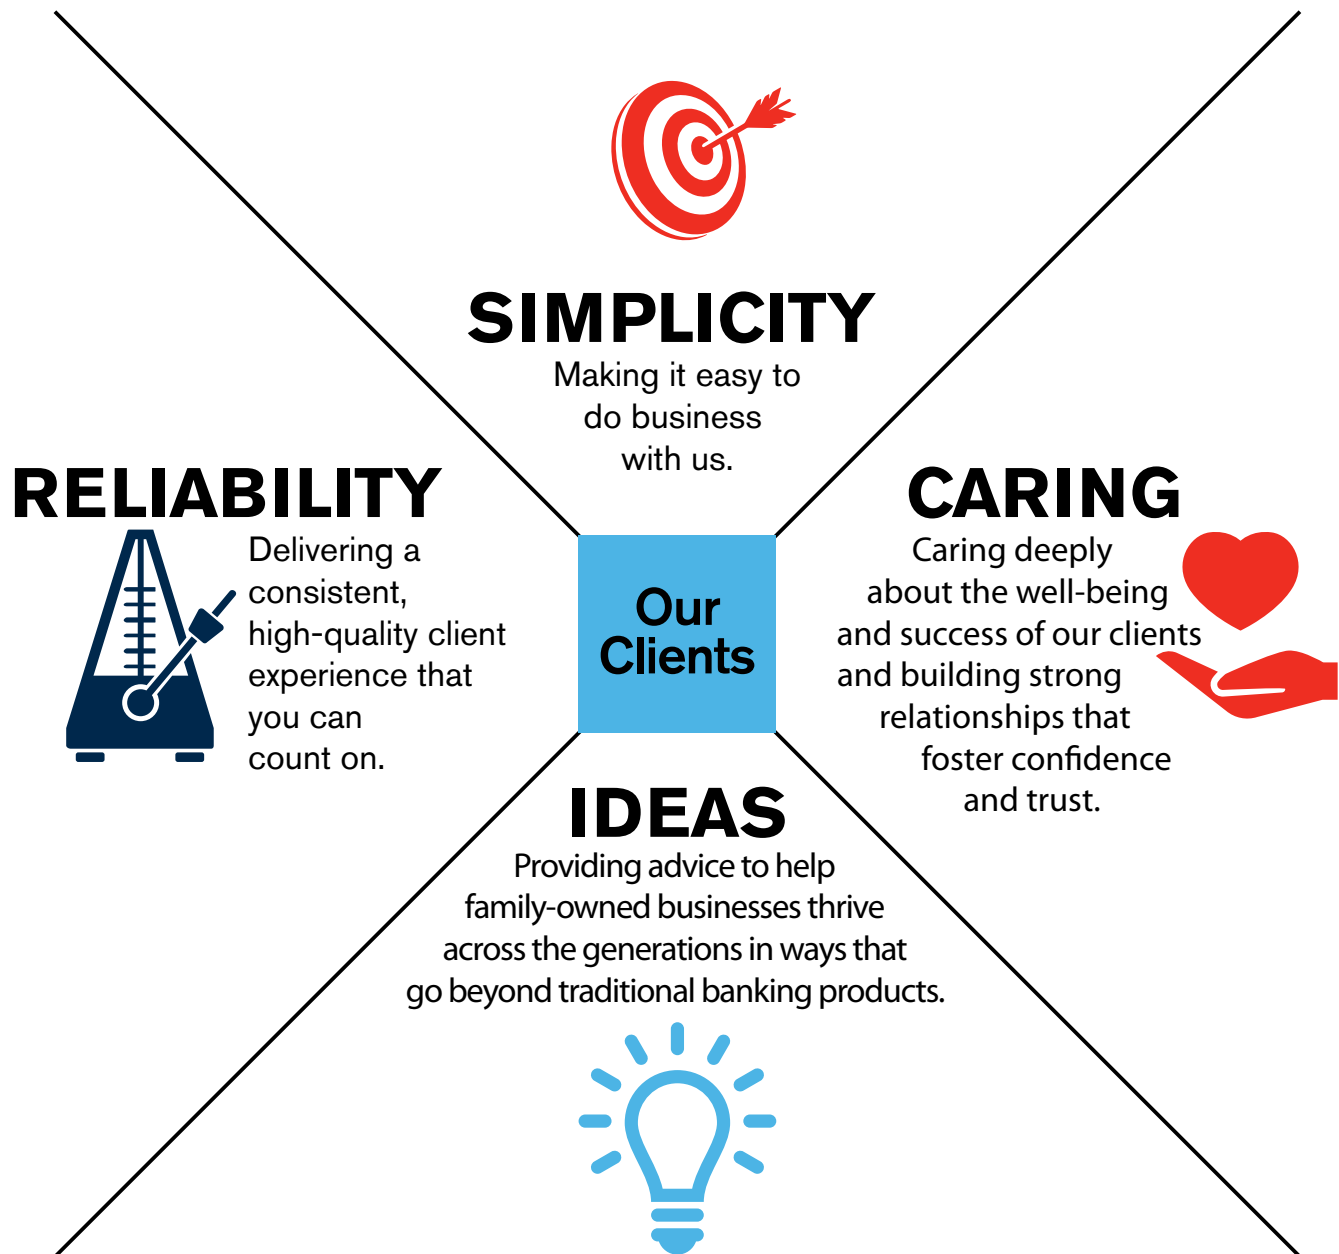 SIMPLICITY
Making it easy to
do business
with us.
RELIABILITY
Delivering a
consistent,
high-quality client
experience that
you can
count on.
Our
Clients
CARING
Caring deeply
about the well-being
and success of our clients
and building strong
relationships that
foster confidence
and trust.
IDEAS
Providing advice to help
family-owned businesses thrive
across the generations in ways that
go beyond traditional banking products.